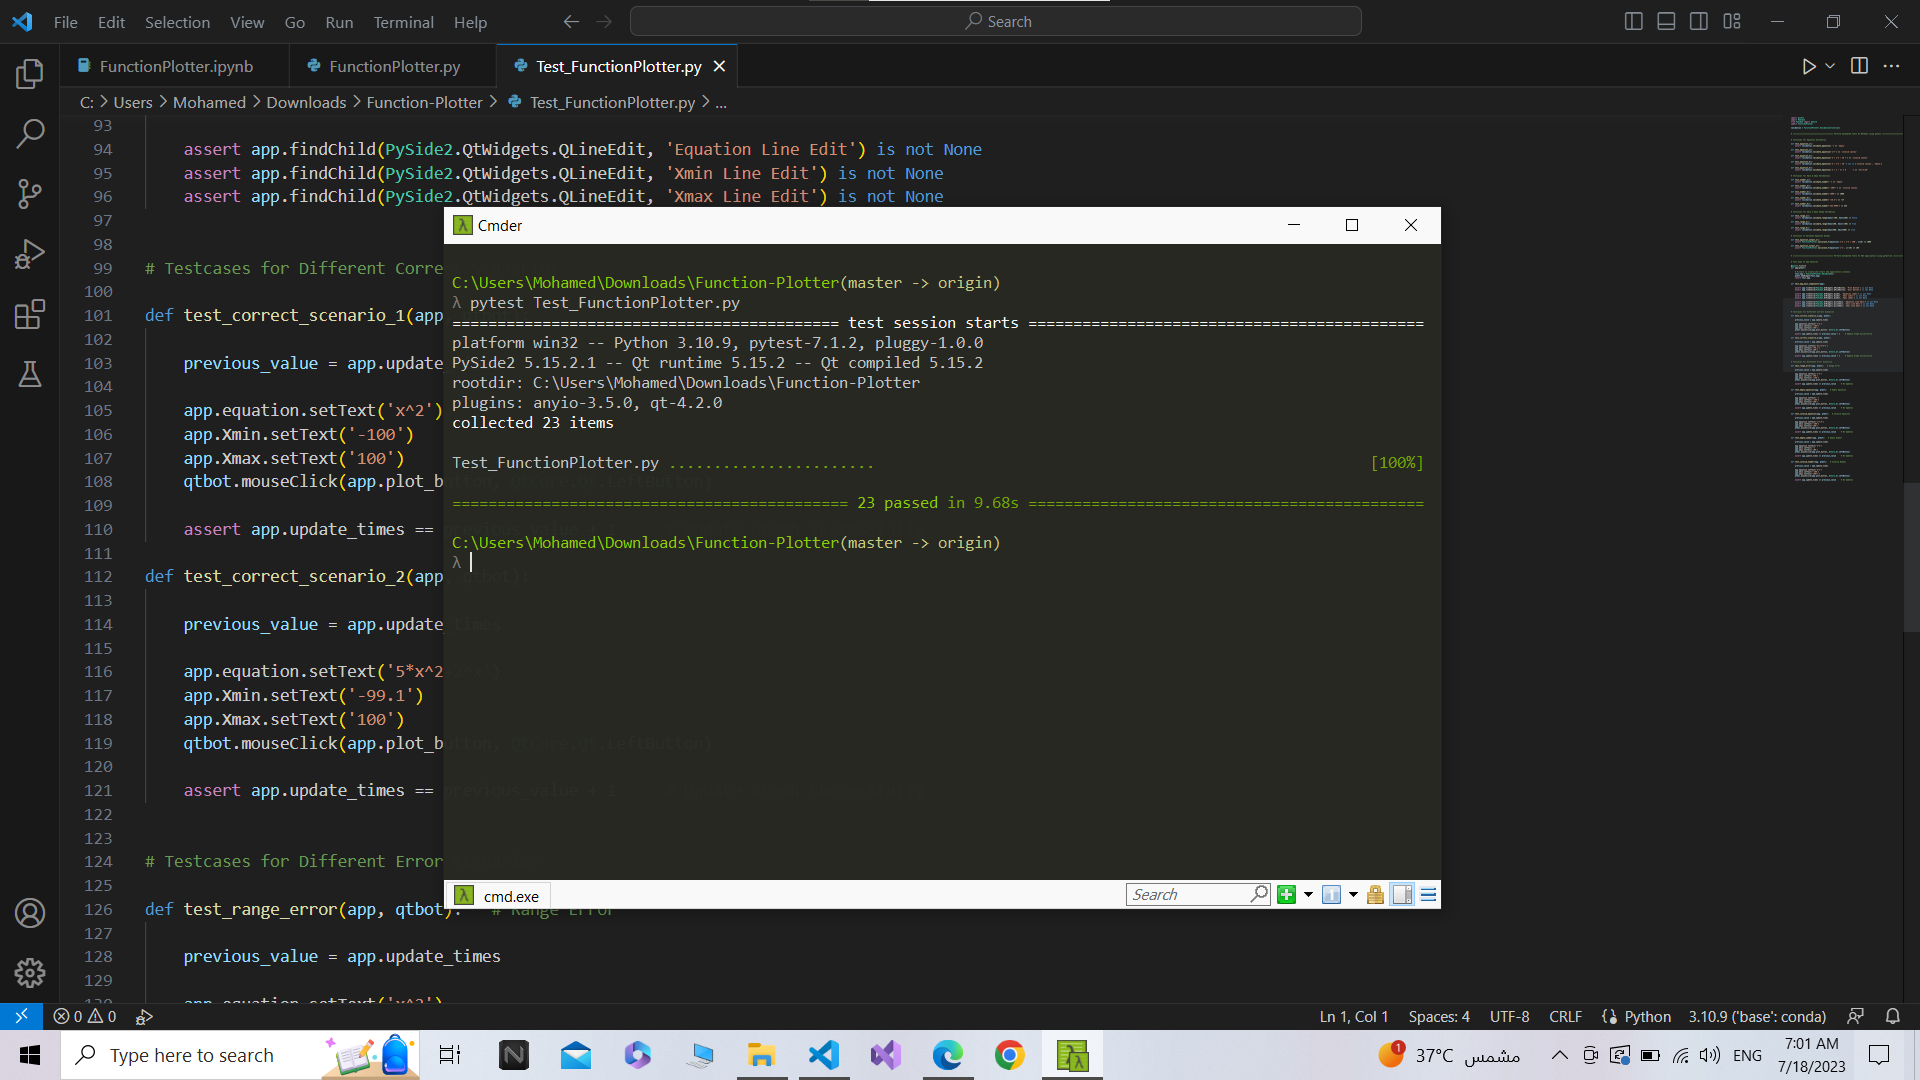 File Edit Selection View Go Run Terminal Help
Search
FunctionPlotter.ipynb FunctionPlotter.py Test_FunctionPlotter.py
C: > Users > Mohamed > Downloads > Function-Plotter > Test_FunctionPlotter.py > ...
93
94 assert app.findChild(PySide2.QtWidgets.QLineEdit, 'Equation Line Edit') is not None
95 assert app.findChild(PySide2.QtWidgets.QLineEdit, 'Xmin Line Edit') is not None
96 assert app.findChild(PySide2.QtWidgets.QLineEdit, 'Xmax Line Edit') is not None
97
98
99 # Testcases for Different Corre
100
101 def test_correct_scenario_1(app
102
103 previous_value = app.update
104
105 app.equation.setText('x^2')
106 app.Xmin.setText('-100')
107 app.Xmax.setText('100')
108 qtbot.mouseClick(app.plot_b
109
110 assert app.update_times ==
111
112 def test_correct_scenario_2(app
113
114 previous_value = app.update
115
116 app.equation.setText('5*x^2
117 app.Xmin.setText('-99.1')
118 app.Xmax.setText('100')
119 qtbot.mouseClick(app.plot_button, QtCore.Qt.LeftButton)
120
121 assert app.update_times == previous_value + 1
122
123
124 # Testcases for Different Error
125
126 def test_range_error(app, qtbot): # Range Error
127
128 previous_value = app.update_times
129
130 app.equation.setText('x^2')
Cmder
C:\Users\Mohamed\Downloads\Function-Plotter(master -> origin)
λ pytest Test_FunctionPlotter.py
=========================================== test session starts ============================================
platform win32 -- Python 3.10.9, pytest-7.1.2, pluggy-1.0.0
PySide2 5.15.2.1 -- Qt runtime 5.15.2 -- Qt compiled 5.15.2
rootdir: C:\Users\Mohamed\Downloads\Function-Plotter
plugins: anyio-3.5.0, qt-4.2.0
collected 23 items
Test_FunctionPlotter.py ....................... [100%]
============================================ 23 passed in 9.68s ============================================
C:\Users\Mohamed\Downloads\Function-Plotter(master -> origin)
λ
cmd.exe Search
0 0 Ln 1, Col 1 Spaces: 4 UTF-8 CRLF Python 3.10.9 ('base': conda)
Type here to search
1 37°C مشمس ENG 7:01 AM
7/18/2023